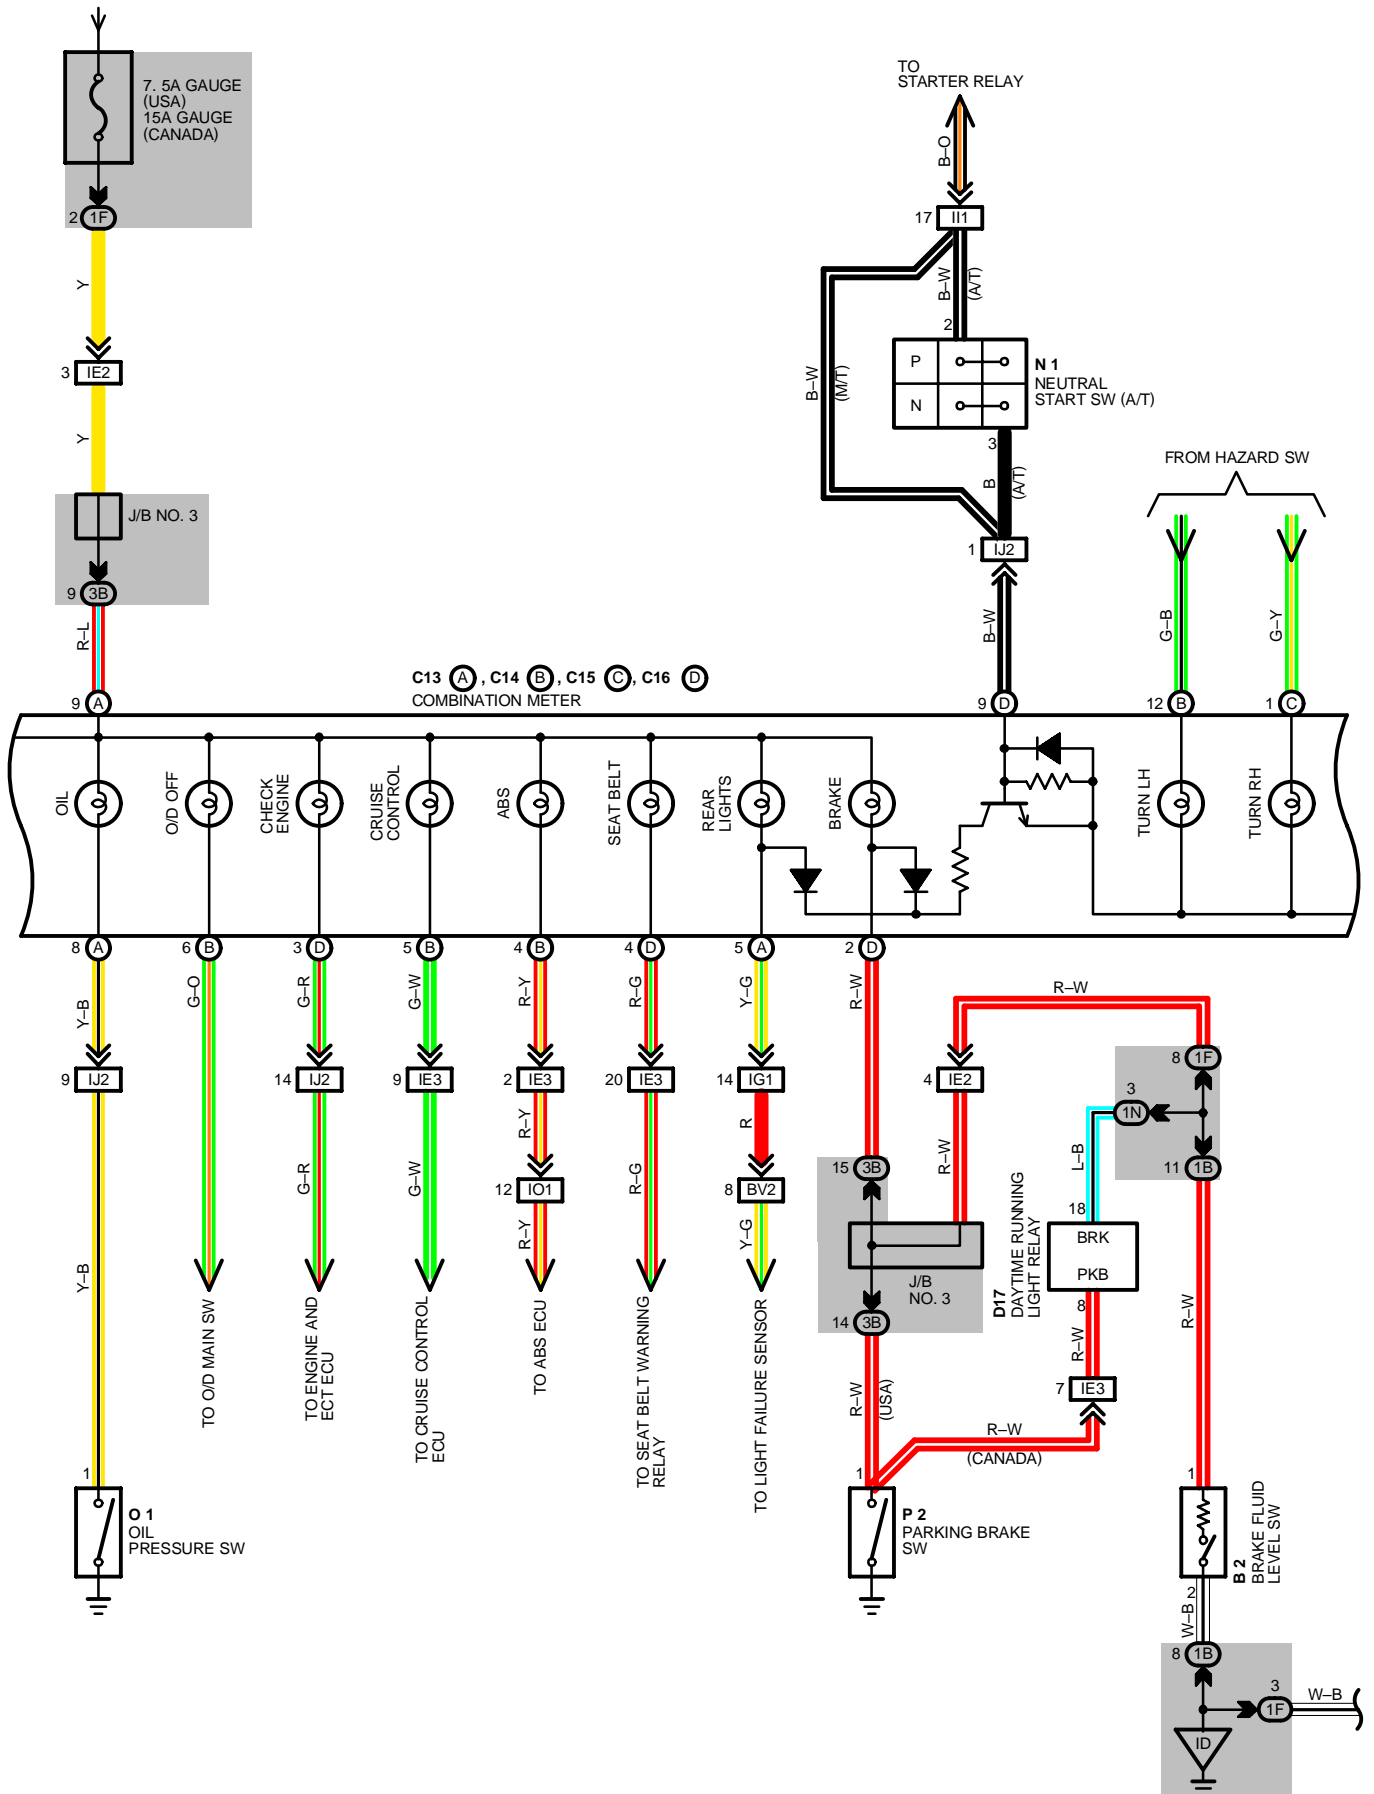 7. 5A GAUGE
(USA)
15A GAUGE
(CANADA)
2 1F
Y
3 IE2
Y
J/B NO. 3
9 3B
R–L
9 A
TO
STARTER RELAY
B–O
17 II1
B–W
(A/T)
B–W
(M/T)
2
P
N
N 1
NEUTRAL
START SW (A/T)
3
B
(A/T)
1 IJ2
B–W
9 D
FROM HAZARD SW
G–B
G–Y
12 B
1 C
C13 A , C14 B , C15 C , C16 D
COMBINATION METER
OIL
O/D OFF
CHECK
ENGINE
CRUISE
CONTROL
ABS
SEAT BELT
REAR
LIGHTS
BRAKE
TURN LH
TURN RH
8 A
6 B
3 D
5 B
4 B
4 D
5 A
2 D
Y–B
G–O
G–R
G–W
R–Y
R–G
Y–G
R–W
R–W
9 IJ2
14 IJ2
9 IE3
2 IE3
20 IE3
14 IG1
4 IE2
8 1F
3
1N
11 1B
G–R
G–W
R–Y
R–G
R
R–W
L–B
12 IO1
8 BV2
15 3B
Y–B
R–Y
Y–G
18
BRK
PKB
8
D17
DAYTIME RUNNING
LIGHT RELAY
J/B
NO. 3
14 3B
R–W
R–W
7 IE3
TO O/D MAIN SW
TO ENGINE AND
ECT ECU
TO CRUISE CONTROL
ECU
TO ABS ECU
TO SEAT BELT WARNING
RELAY
TO LIGHT FAILURE SENSOR
R–W
(USA)
R–W
(CANADA)
1
O 1
OIL
PRESSURE SW
1
P 2
PARKING BRAKE
SW
1
B 2
BRAKE FLUID
LEVEL SW
2
W–B
8 1B
3
1F
W–B
ID